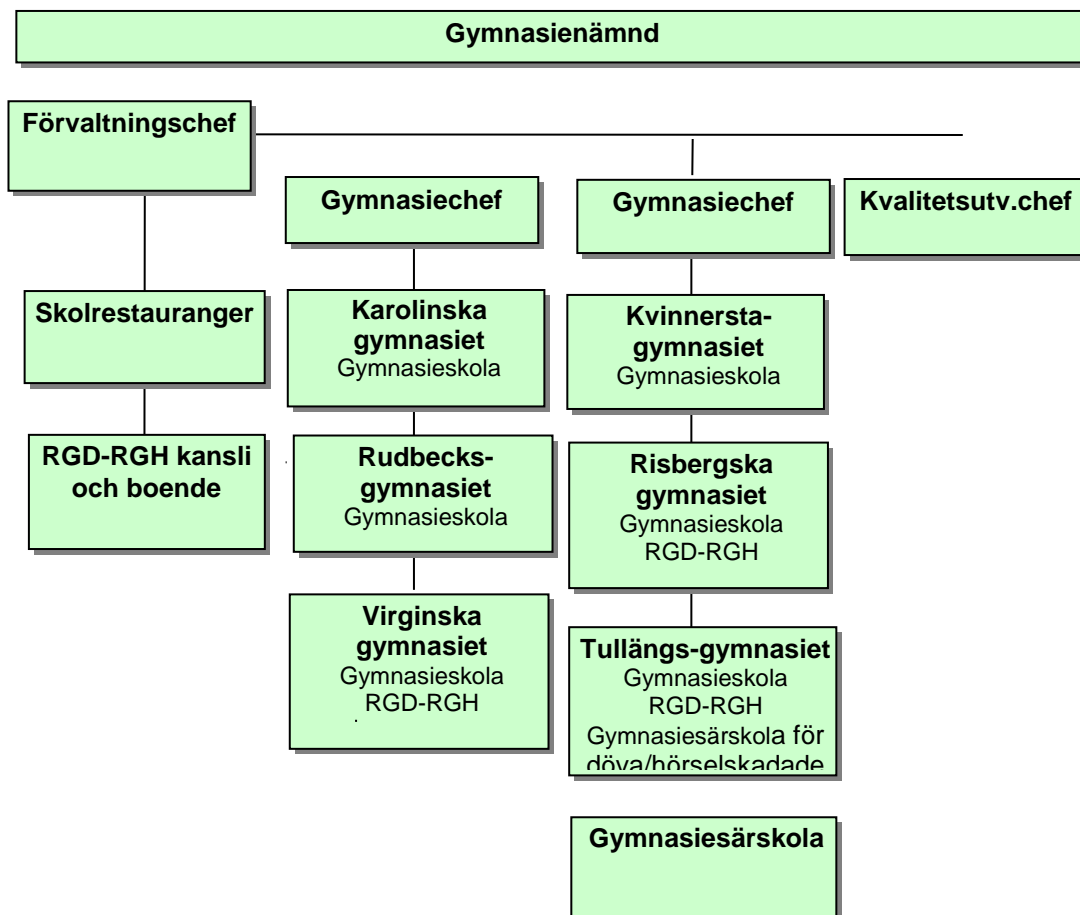 Gymnasienämnd
Förvaltningschef
Gymnasiechef
Gymnasiechef
Kvalitetsutv.chef
Skolrestauranger
Karolinska
gymnasiet
Gymnasieskola
Kvinnersta-
gymnasiet
Gymnasieskola
RGD-RGH kansli
och boende
Rudbecks-
gymnasiet
Gymnasieskola
Risbergska
gymnasiet
Gymnasieskola
RGD-RGH
Virginska
gymnasiet
Gymnasieskola
RGD-RGH
Tullängs-gymnasiet
Gymnasieskola
RGD-RGH
Gymnasiesärskola för
döva/hörselskadade
Gymnasiesärskola